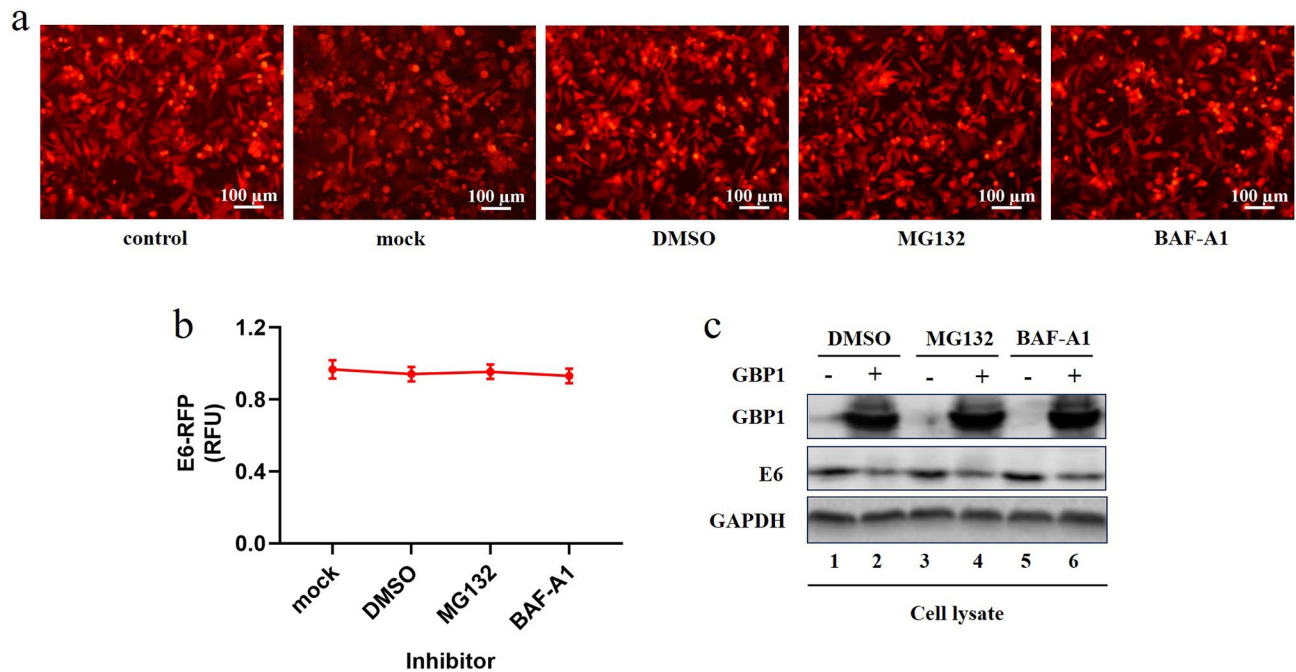 a
100 µm 100 µm 100 µm 100 µm 100 µm
control mock DMSO MG132 BAF-A1
b
1.2
0.8
0.4
0.0
E6-RFP
(RFU)
mock DMSO MG132 BAF-A1
Inhibitor
c
DMSO MG132 BAF-A1
GBP1 - + - + - +
GBP1
E6
GAPDH
1 2 3 4 5 6
Cell lysate